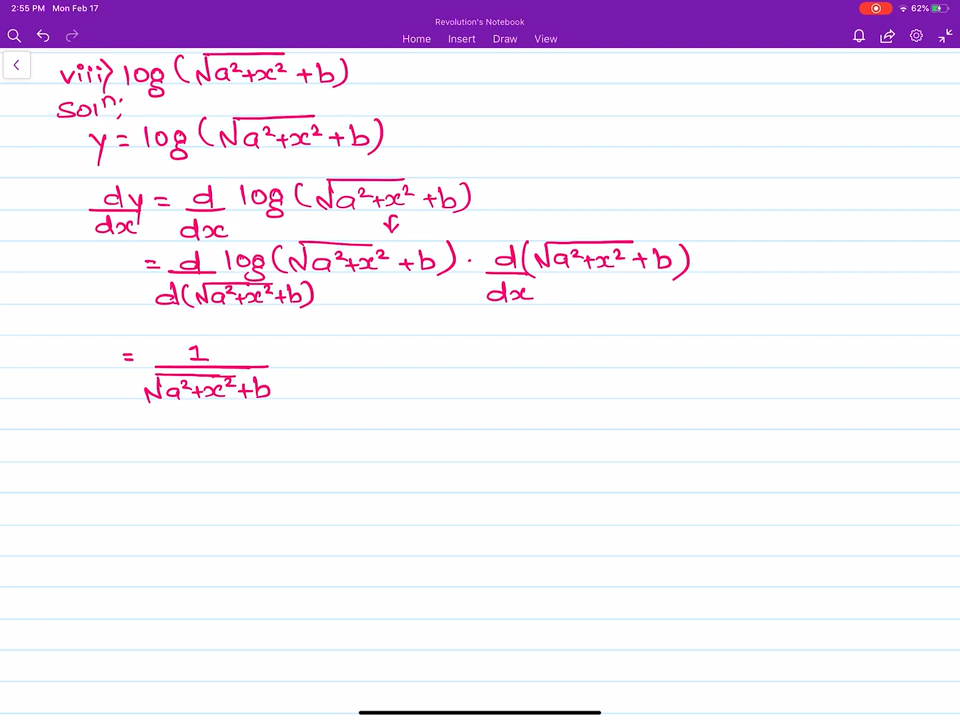 2:55 PM Mon Feb 17
62%
Revolution's Notebook
Home Insert Draw View
viii) log(√a²+x² + b)
Solⁿ:
y = log(√a²+x² + b)
dy/dx = d/dx log(√a²+x² + b)
= d/d(√a²+x²+b) log(√a²+x² + b) · d(√a²+x² + b)/dx
= 1/√a²+x²+b